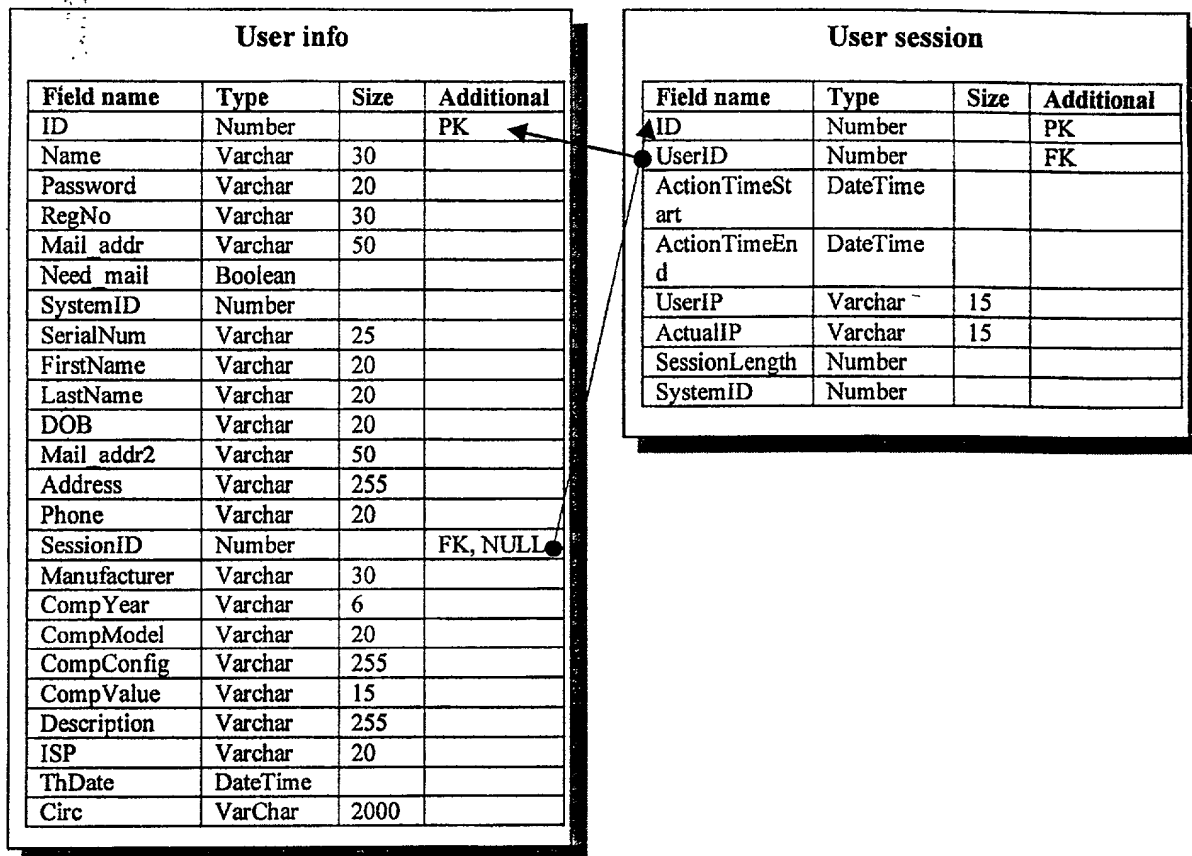 User info
Field name Type Size Additional
ID Number PK
Name Varchar 30
Password Varchar 20
RegNo Varchar 30
Mail_addr Varchar 50
Need_mail Boolean
SystemID Number
SerialNum Varchar 25
FirstName Varchar 20
LastName Varchar 20
DOB Varchar 20
Mail_addr2 Varchar 50
Address Varchar 255
Phone Varchar 20
SessionID Number FK, NULL
Manufacturer Varchar 30
CompYear Varchar 6
CompModel Varchar 20
CompConfig Varchar 255
CompValue Varchar 15
Description Varchar 255
ISP Varchar 20
ThDate DateTime
Circ VarChar 2000
User session
Field name Type Size Additional
ID Number PK
UserID Number FK
ActionTimeSt DateTime
art
ActionTimeEn DateTime
d
UserIP Varchar 15
ActualIP Varchar 15
SessionLength Number
SystemID Number